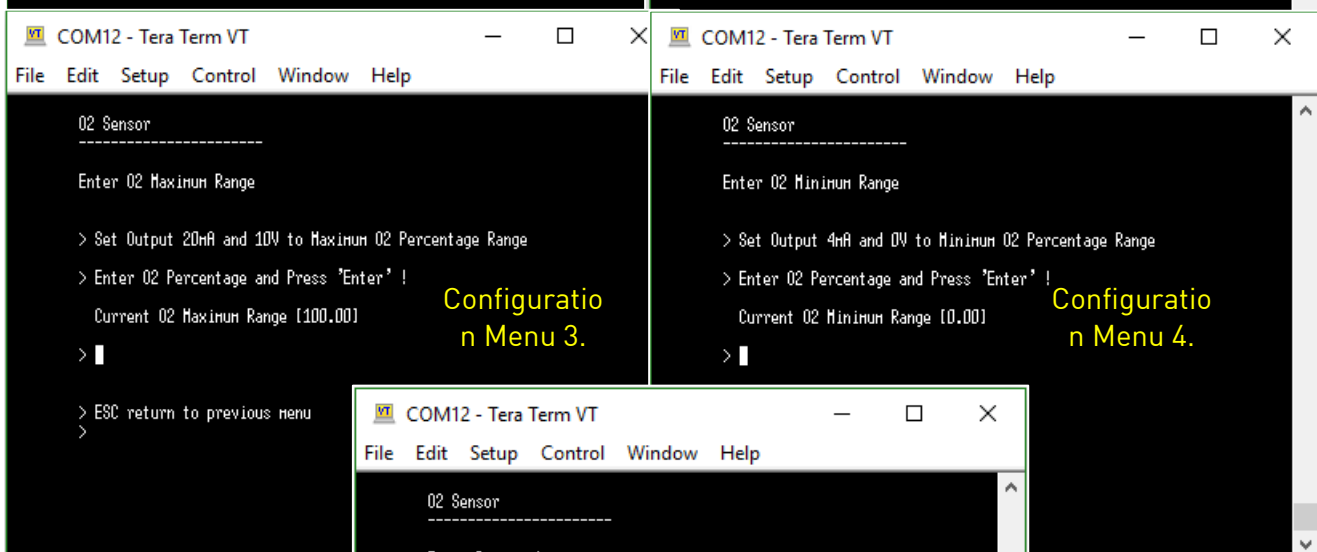 COM12 - Tera Term VT
File Edit Setup Control Window Help
O2 Sensor
-----------------------
Enter O2 Maximum Range
> Set Output 20mA and 10V to Maximum O2 Percentage Range
> Enter O2 Percentage and Press 'Enter' !
Current O2 Maximum Range [100.00]
>
> ESC return to previous menu
>
Configuratio
n Menu 3.
COM12 - Tera Term VT
File Edit Setup Control Window Help
O2 Sensor
-----------------------
Enter O2 Minimum Range
> Set Output 4mA and 0V to Minimum O2 Percentage Range
> Enter O2 Percentage and Press 'Enter' !
Current O2 Minimum Range [0.00]
>
Configuratio
n Menu 4.
COM12 - Tera Term VT
File Edit Setup Control Window Help
O2 Sensor
-----------------------